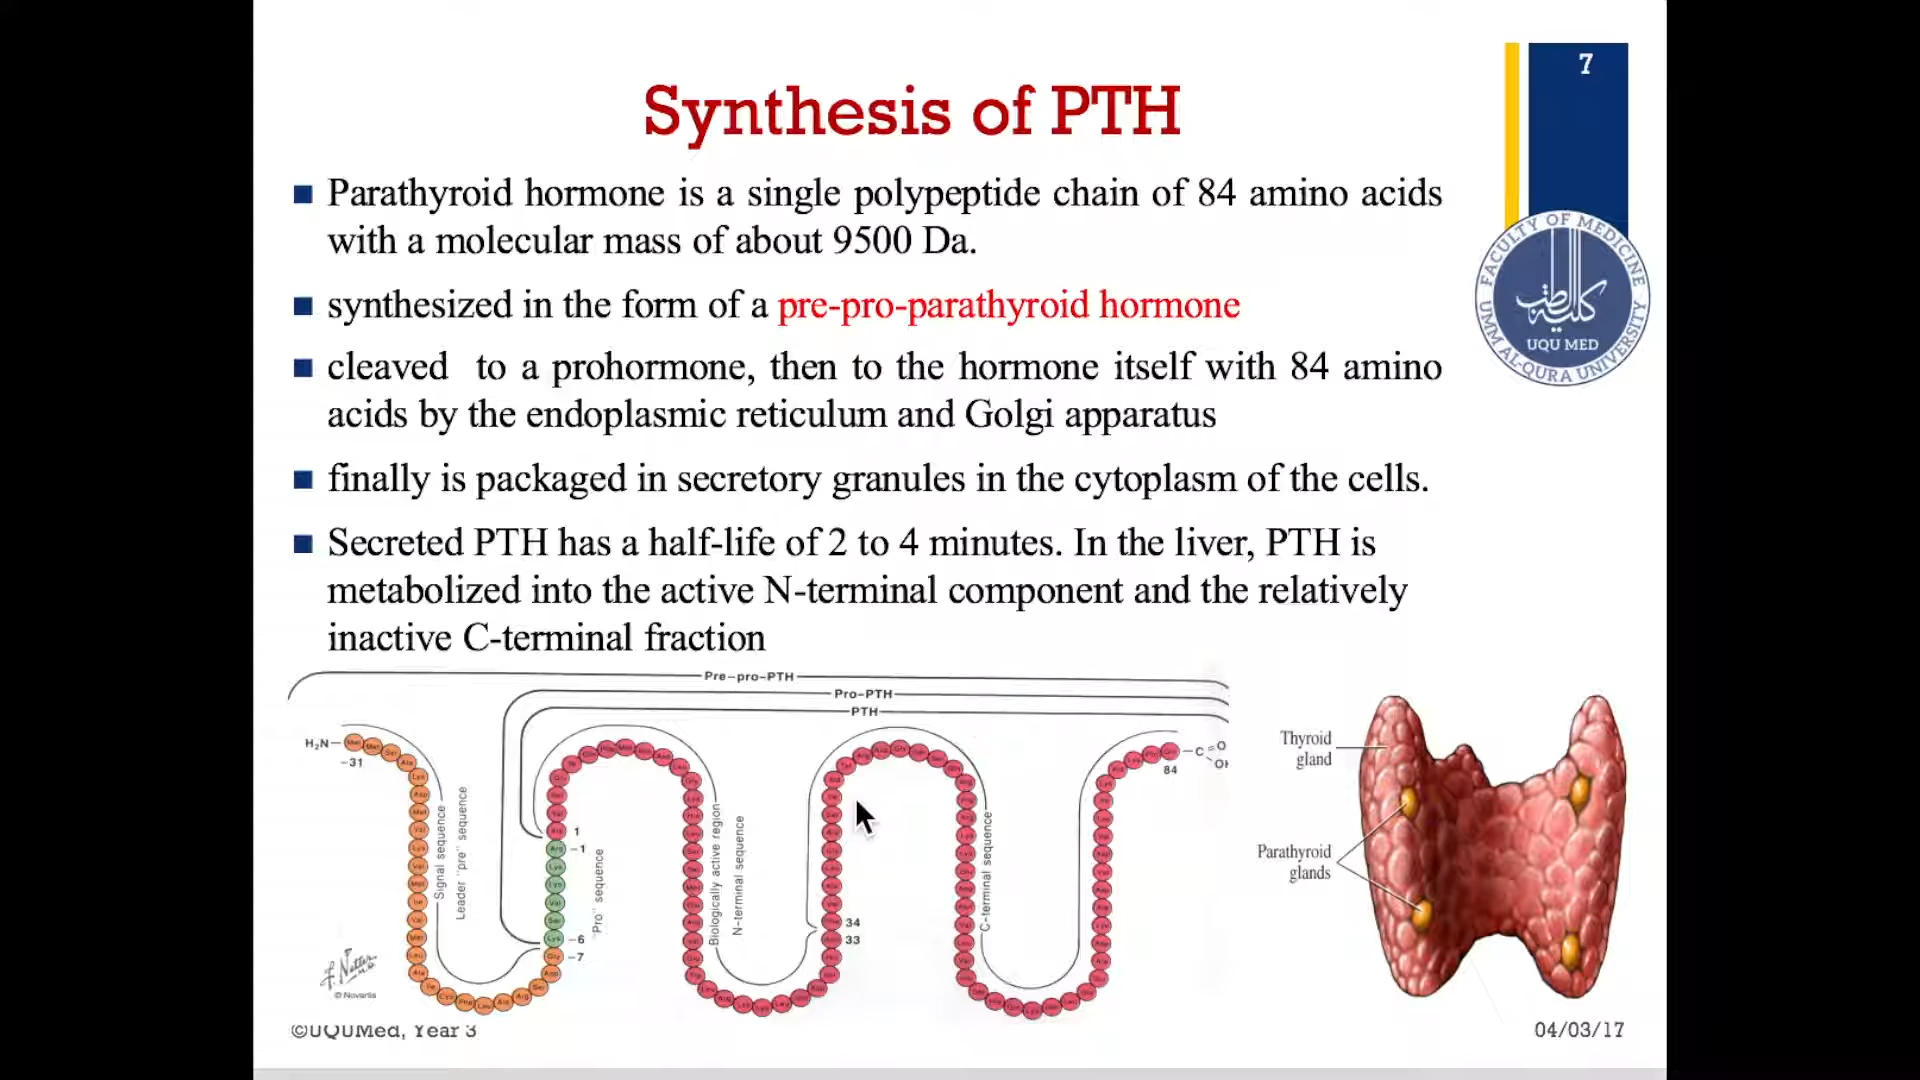 7
Synthesis of PTH
Parathyroid hormone is a single polypeptide chain of 84 amino acids
with a molecular mass of about 9500 Da.
synthesized in the form of a pre-pro-parathyroid hormone
cleaved to a prohormone, then to the hormone itself with 84 amino
acids by the endoplasmic reticulum and Golgi apparatus
finally is packaged in secretory granules in the cytoplasm of the cells.
Secreted PTH has a half-life of 2 to 4 minutes. In the liver, PTH is
metabolized into the active N-terminal component and the relatively
inactive C-terminal fraction
FACULTY OF MEDICINE
كلية الطب
UQU MED
UMM AL-QURA UNIVERSITY
Pre-pro-PTH
Pro-PTH
PTH
H₂N
-31
Signal sequence
Leader "pre" sequence
1
-1
-6
-7
"Pro" sequence
Biologically active region
N-terminal sequence
34
33
C-terminal sequence
84
C=O
OH
F. Netter M.D.
© Novartis
Thyroid
gland
Parathyroid
glands
©UQUMed, Year 3
04/03/17